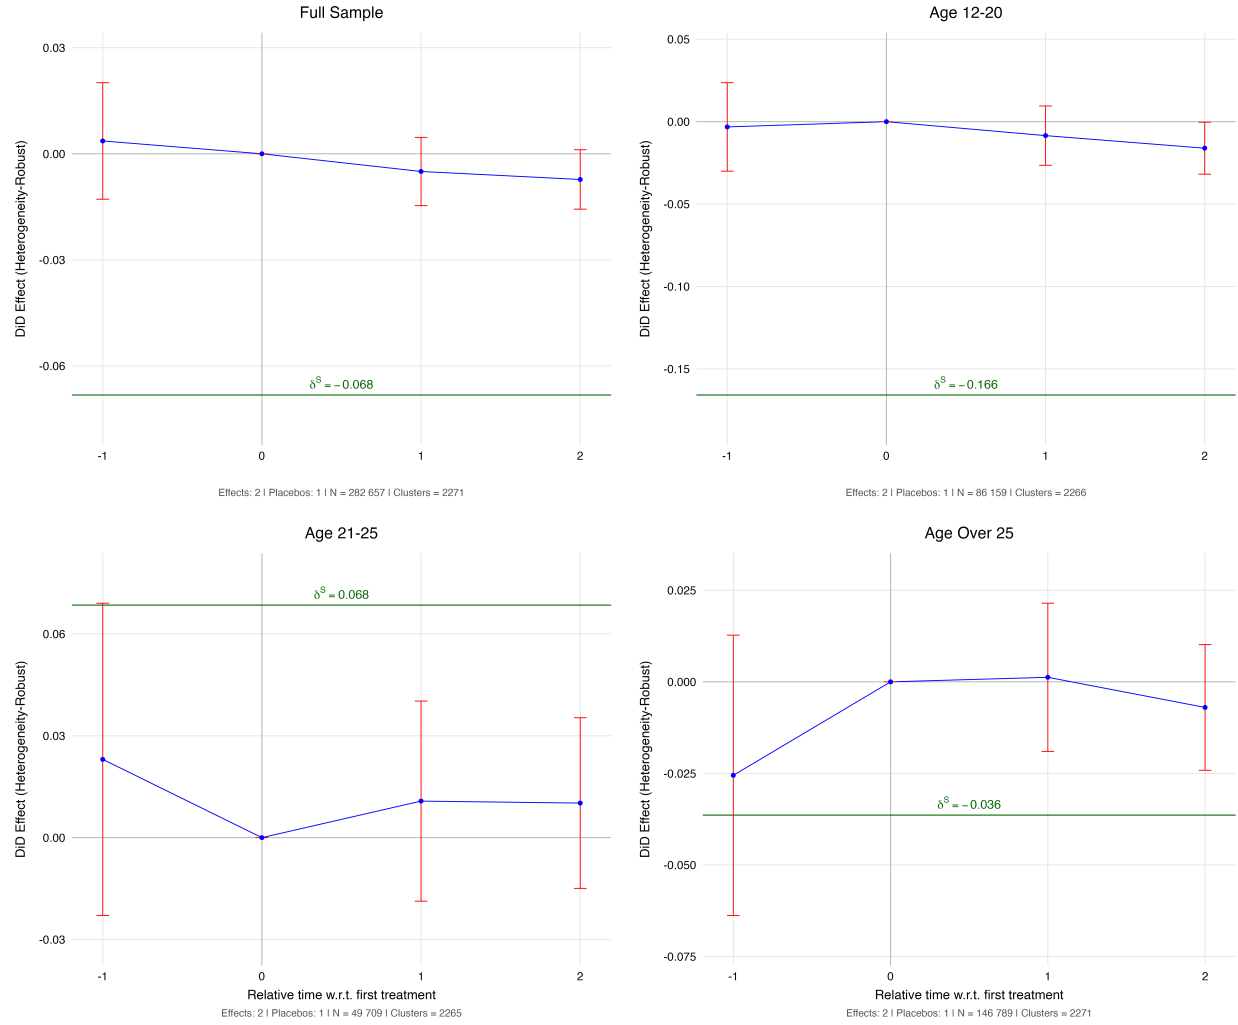 Full Sample
DiD Effect (Heterogeneity-Robust)
0.03
0.00
-0.03
-0.06
δS = −0.068
-1 0 1 2
Effects: 2 | Placebos: 1 | N = 282 657 | Clusters = 2271
Age 12-20
DiD Effect (Heterogeneity-Robust)
0.05
0.00
-0.05
-0.10
-0.15
δS = −0.166
-1 0 1 2
Effects: 2 | Placebos: 1 | N = 86 159 | Clusters = 2266
Age 21-25
DiD Effect (Heterogeneity-Robust)
δS = 0.068
0.06
0.03
0.00
-0.03
-1 0 1 2
Relative time w.r.t. first treatment
Effects: 2 | Placebos: 1 | N = 49 709 | Clusters = 2265
Age Over 25
DiD Effect (Heterogeneity-Robust)
0.025
0.000
-0.025
δS = −0.036
-0.050
-0.075
-1 0 1 2
Relative time w.r.t. first treatment
Effects: 2 | Placebos: 1 | N = 146 789 | Clusters = 2271